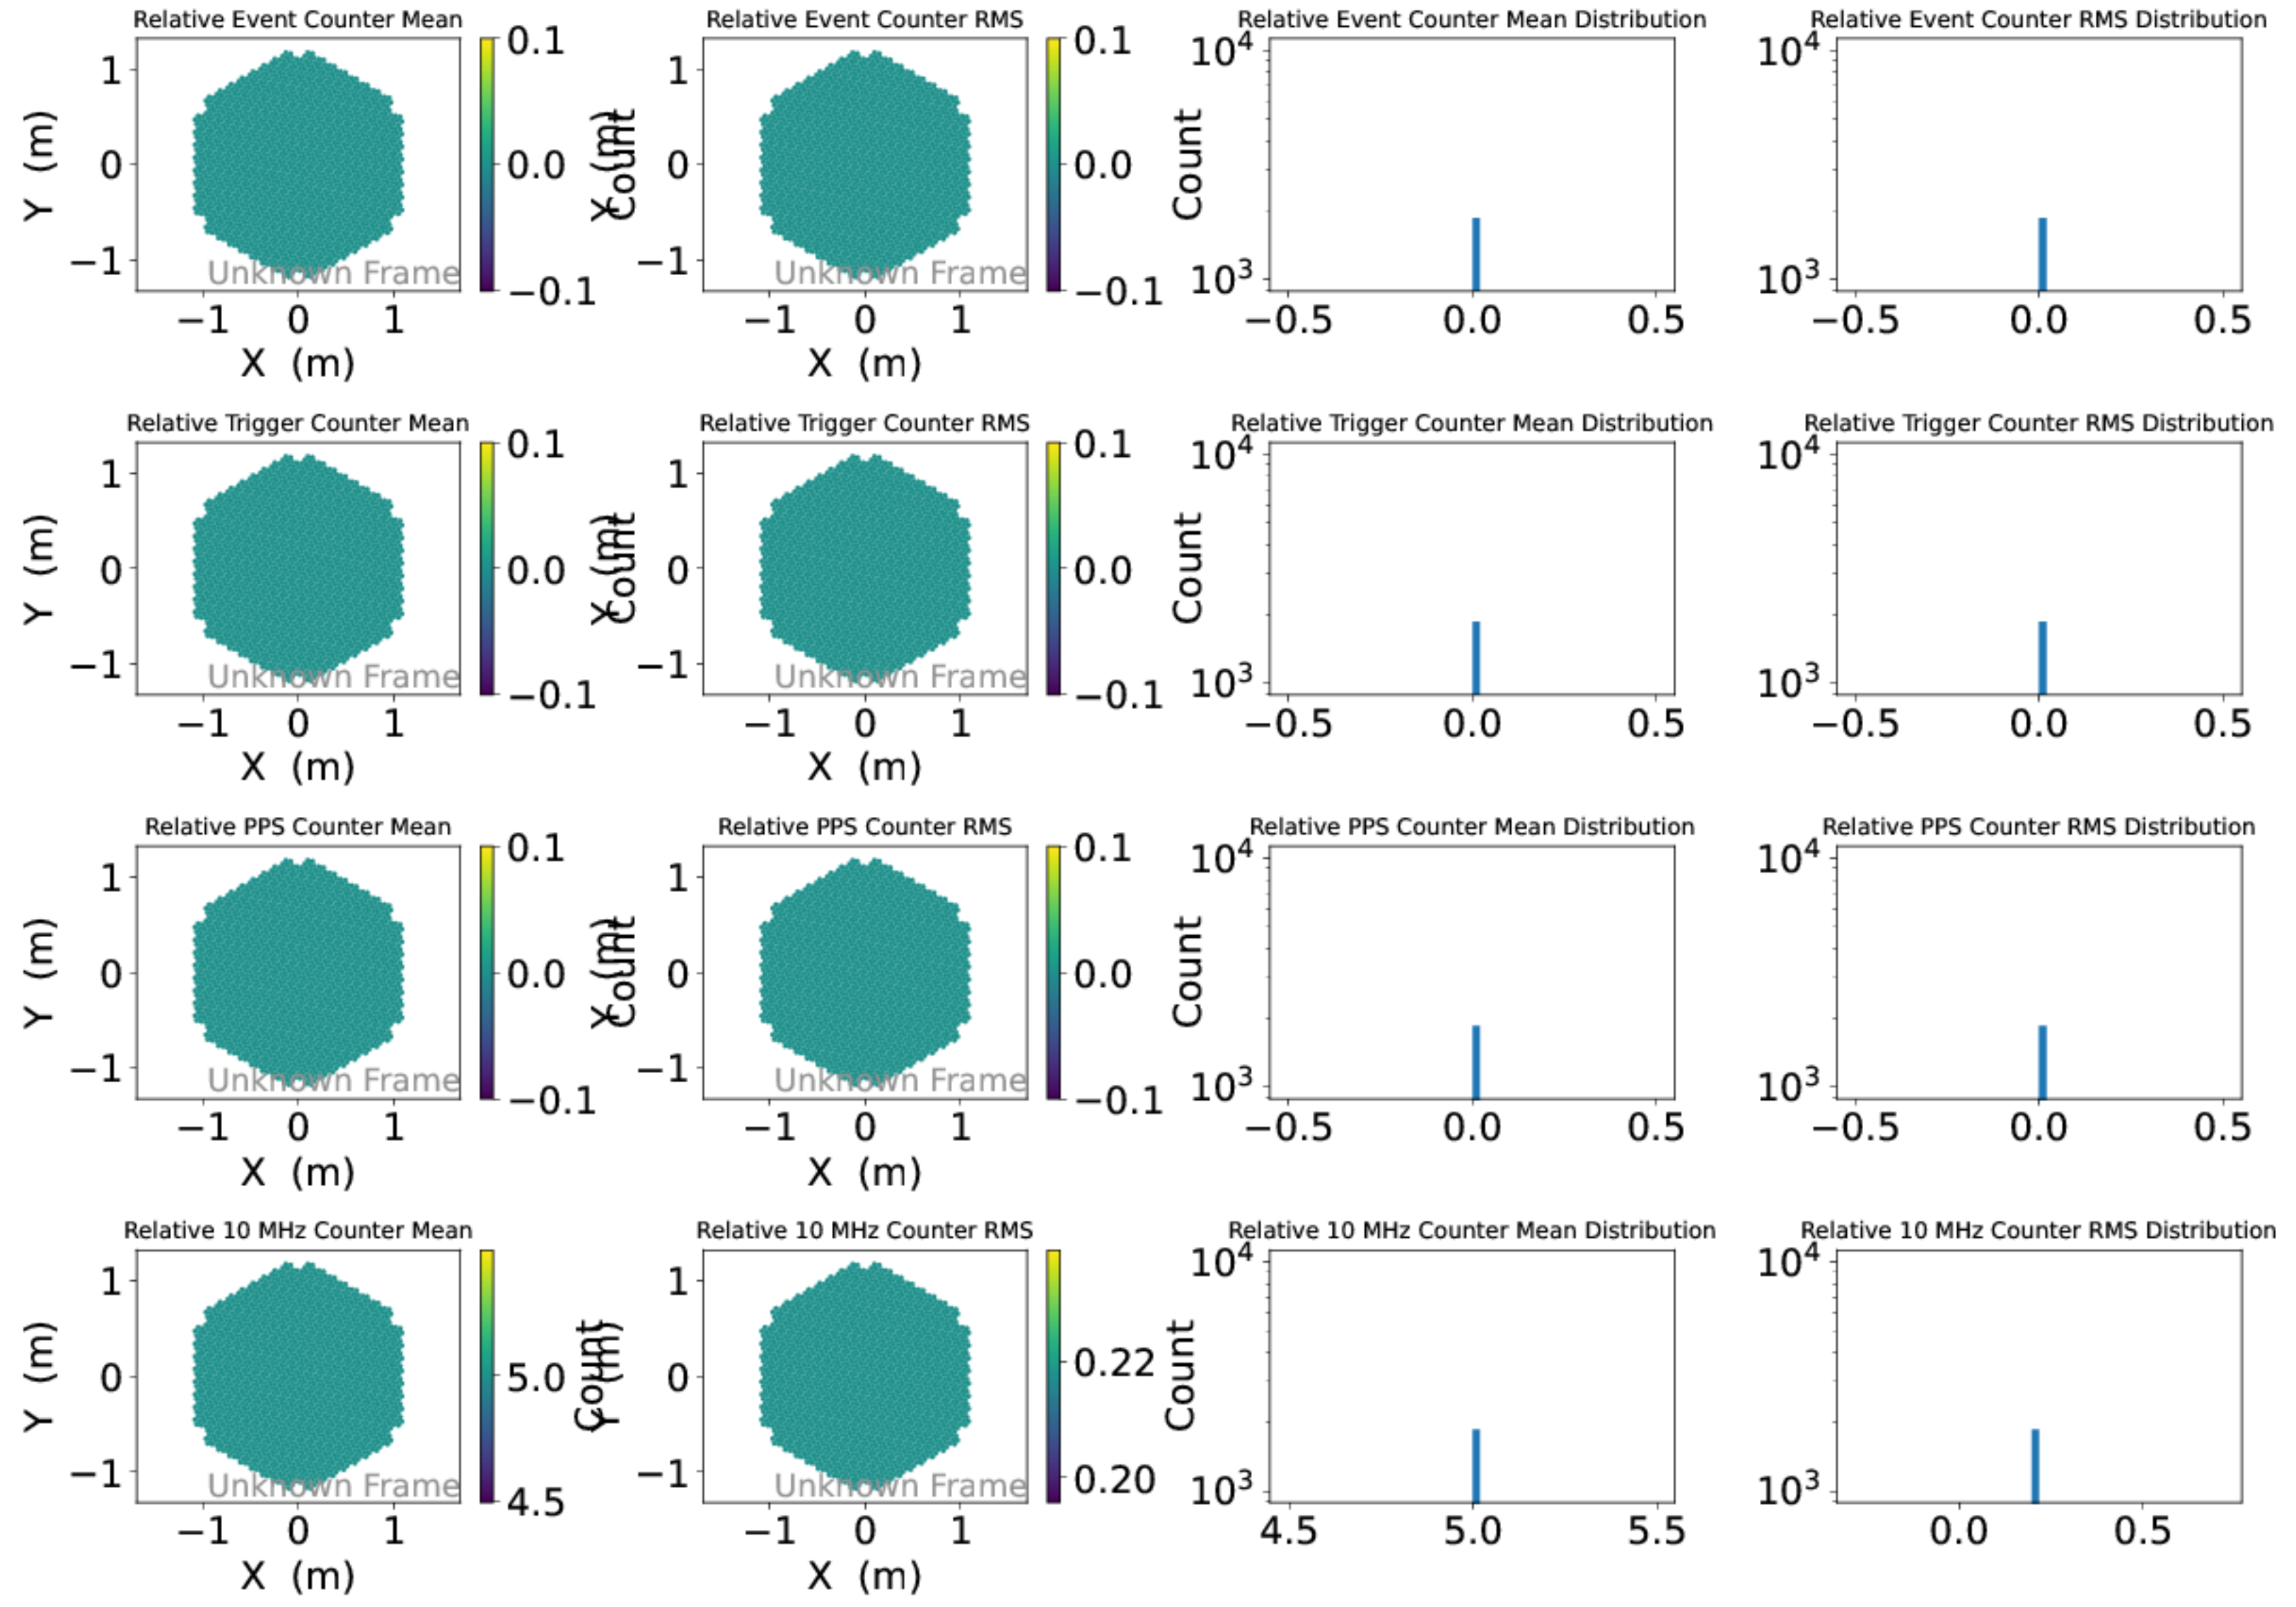 Relative Event Counter Mean
Relative Event Counter RMS
Relative Event Counter Mean Distribution
Relative Event Counter RMS Distribution
Y (m)
1
0
−1
Unknown Frame
−1 0 1
X (m)
0.1
0.0
−0.1
Y (m)
Count
1
0
−1
Unknown Frame
−1 0 1
X (m)
0.1
0.0
−0.1
Count
10⁴
10³
−0.5 0.0 0.5
10⁴
10³
−0.5 0.0 0.5
Relative Trigger Counter Mean
Relative Trigger Counter RMS
Relative Trigger Counter Mean Distribution
Relative Trigger Counter RMS Distribution
Y (m)
1
0
−1
Unknown Frame
−1 0 1
X (m)
0.1
0.0
−0.1
Y (m)
Count
1
0
−1
Unknown Frame
−1 0 1
X (m)
0.1
0.0
−0.1
Count
10⁴
10³
−0.5 0.0 0.5
10⁴
10³
−0.5 0.0 0.5
Relative PPS Counter Mean
Relative PPS Counter RMS
Relative PPS Counter Mean Distribution
Relative PPS Counter RMS Distribution
Y (m)
1
0
−1
Unknown Frame
−1 0 1
X (m)
0.1
0.0
−0.1
Y (m)
Count
1
0
−1
Unknown Frame
−1 0 1
X (m)
0.1
0.0
−0.1
Count
10⁴
10³
−0.5 0.0 0.5
10⁴
10³
−0.5 0.0 0.5
Relative 10 MHz Counter Mean
Relative 10 MHz Counter RMS
Relative 10 MHz Counter Mean Distribution
Relative 10 MHz Counter RMS Distribution
Y (m)
1
0
−1
Unknown Frame
−1 0 1
X (m)
5.0
4.5
Count
Y (m)
1
0
−1
Unknown Frame
−1 0 1
X (m)
0.22
0.20
Count
10⁴
10³
4.5 5.0 5.5
10⁴
10³
0.0 0.5